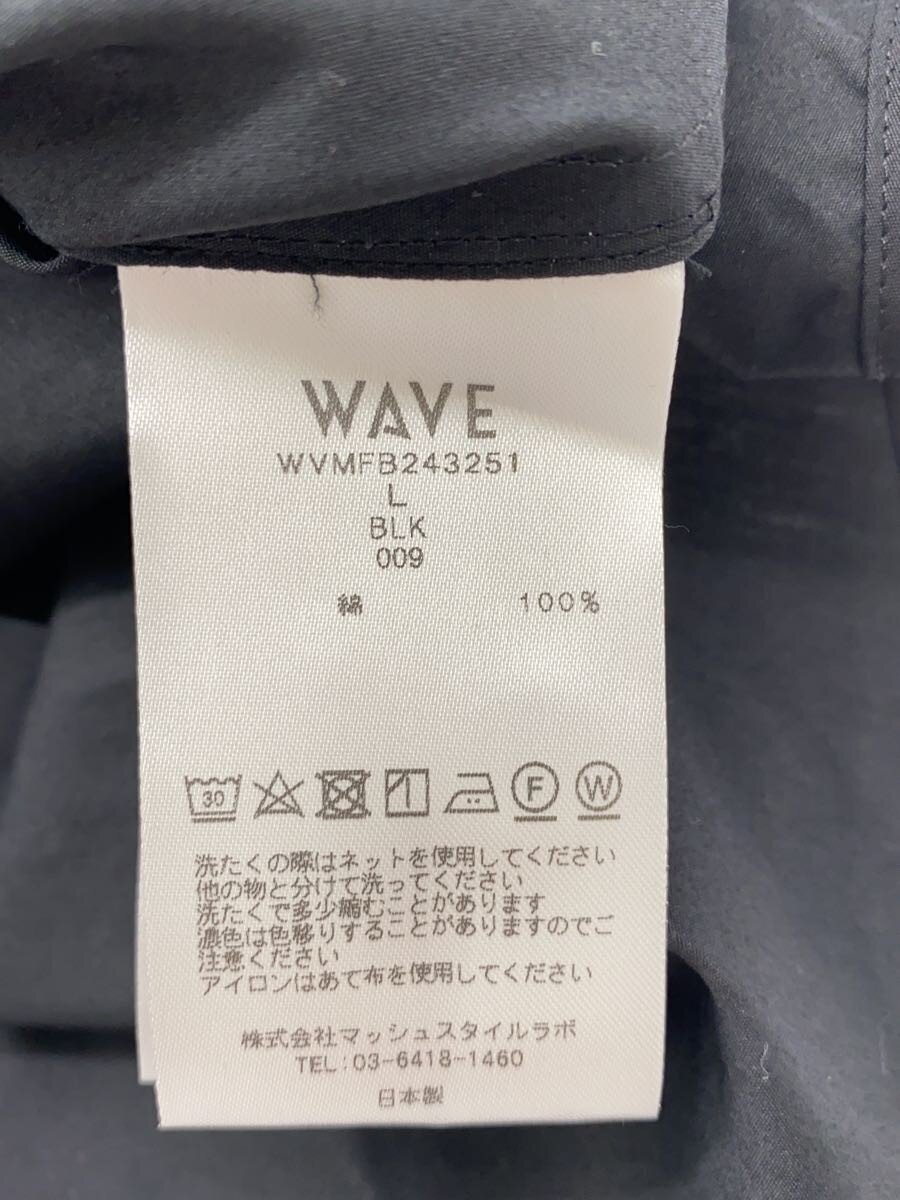 WAVE
WVMFB243251
L
BLK
009
綿 100%
30 F W
洗たくの際はネットを使用してください
他の物と分けて洗ってください
洗たくで多少縮むことがあります
濃色は色移りすることがありますのでご
注意ください
アイロンはあて布を使用してください
株式会社マッシュスタイルラボ
TEL:03-6418-1460
日本製